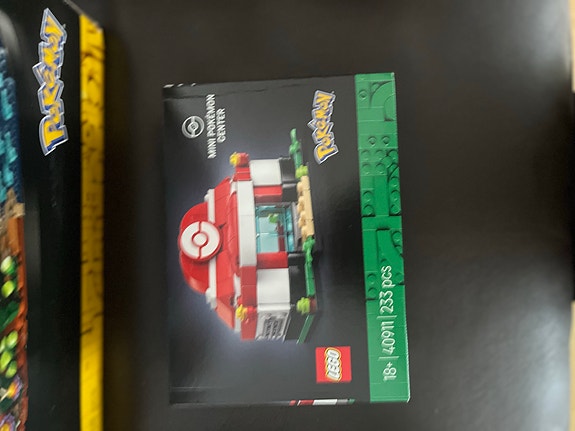 POKéMON
MINI POKÉMON
CENTER
POKéMON
LEGO
18+ | 40911 | 233 pcs